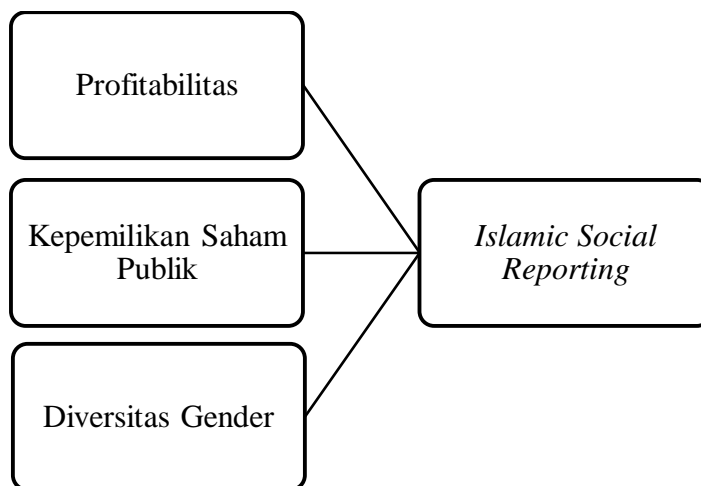 Profitabilitas
Kepemilikan Saham
Publik
Islamic Social
Reporting
Diversitas Gender